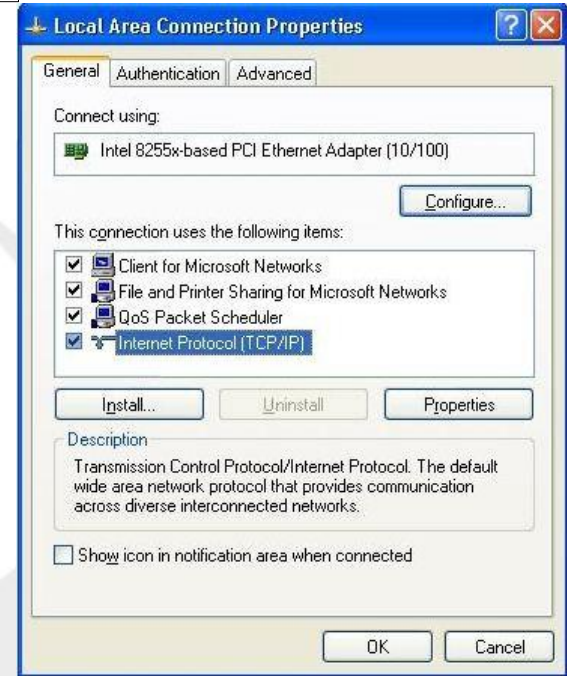 Local Area Connection Properties
General Authentication Advanced
Connect using:
Intel 8255x-based PCI Ethernet Adapter (10/100)
Configure...
This connection uses the following items:
Client for Microsoft Networks
File and Printer Sharing for Microsoft Networks
QoS Packet Scheduler
Internet Protocol (TCP/IP)
Install... Uninstall Properties
Description
Transmission Control Protocol/Internet Protocol. The default
wide area network protocol that provides communication
across diverse interconnected networks.
Show icon in notification area when connected
OK Cancel